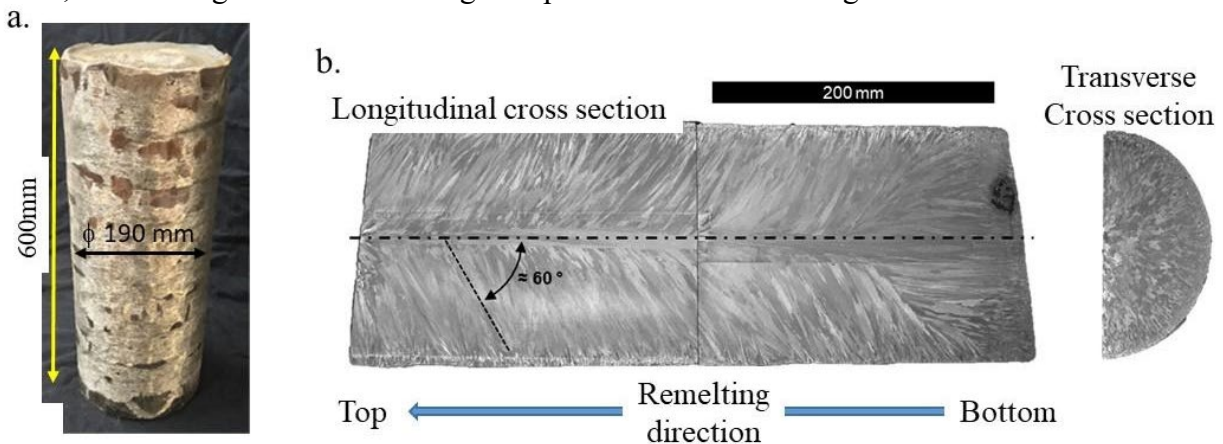 a.
600mm
ϕ 190 mm
b.
Longitudinal cross section
200 mm
Transverse
Cross section
≈ 60 °
Top
Remelting
direction
Bottom